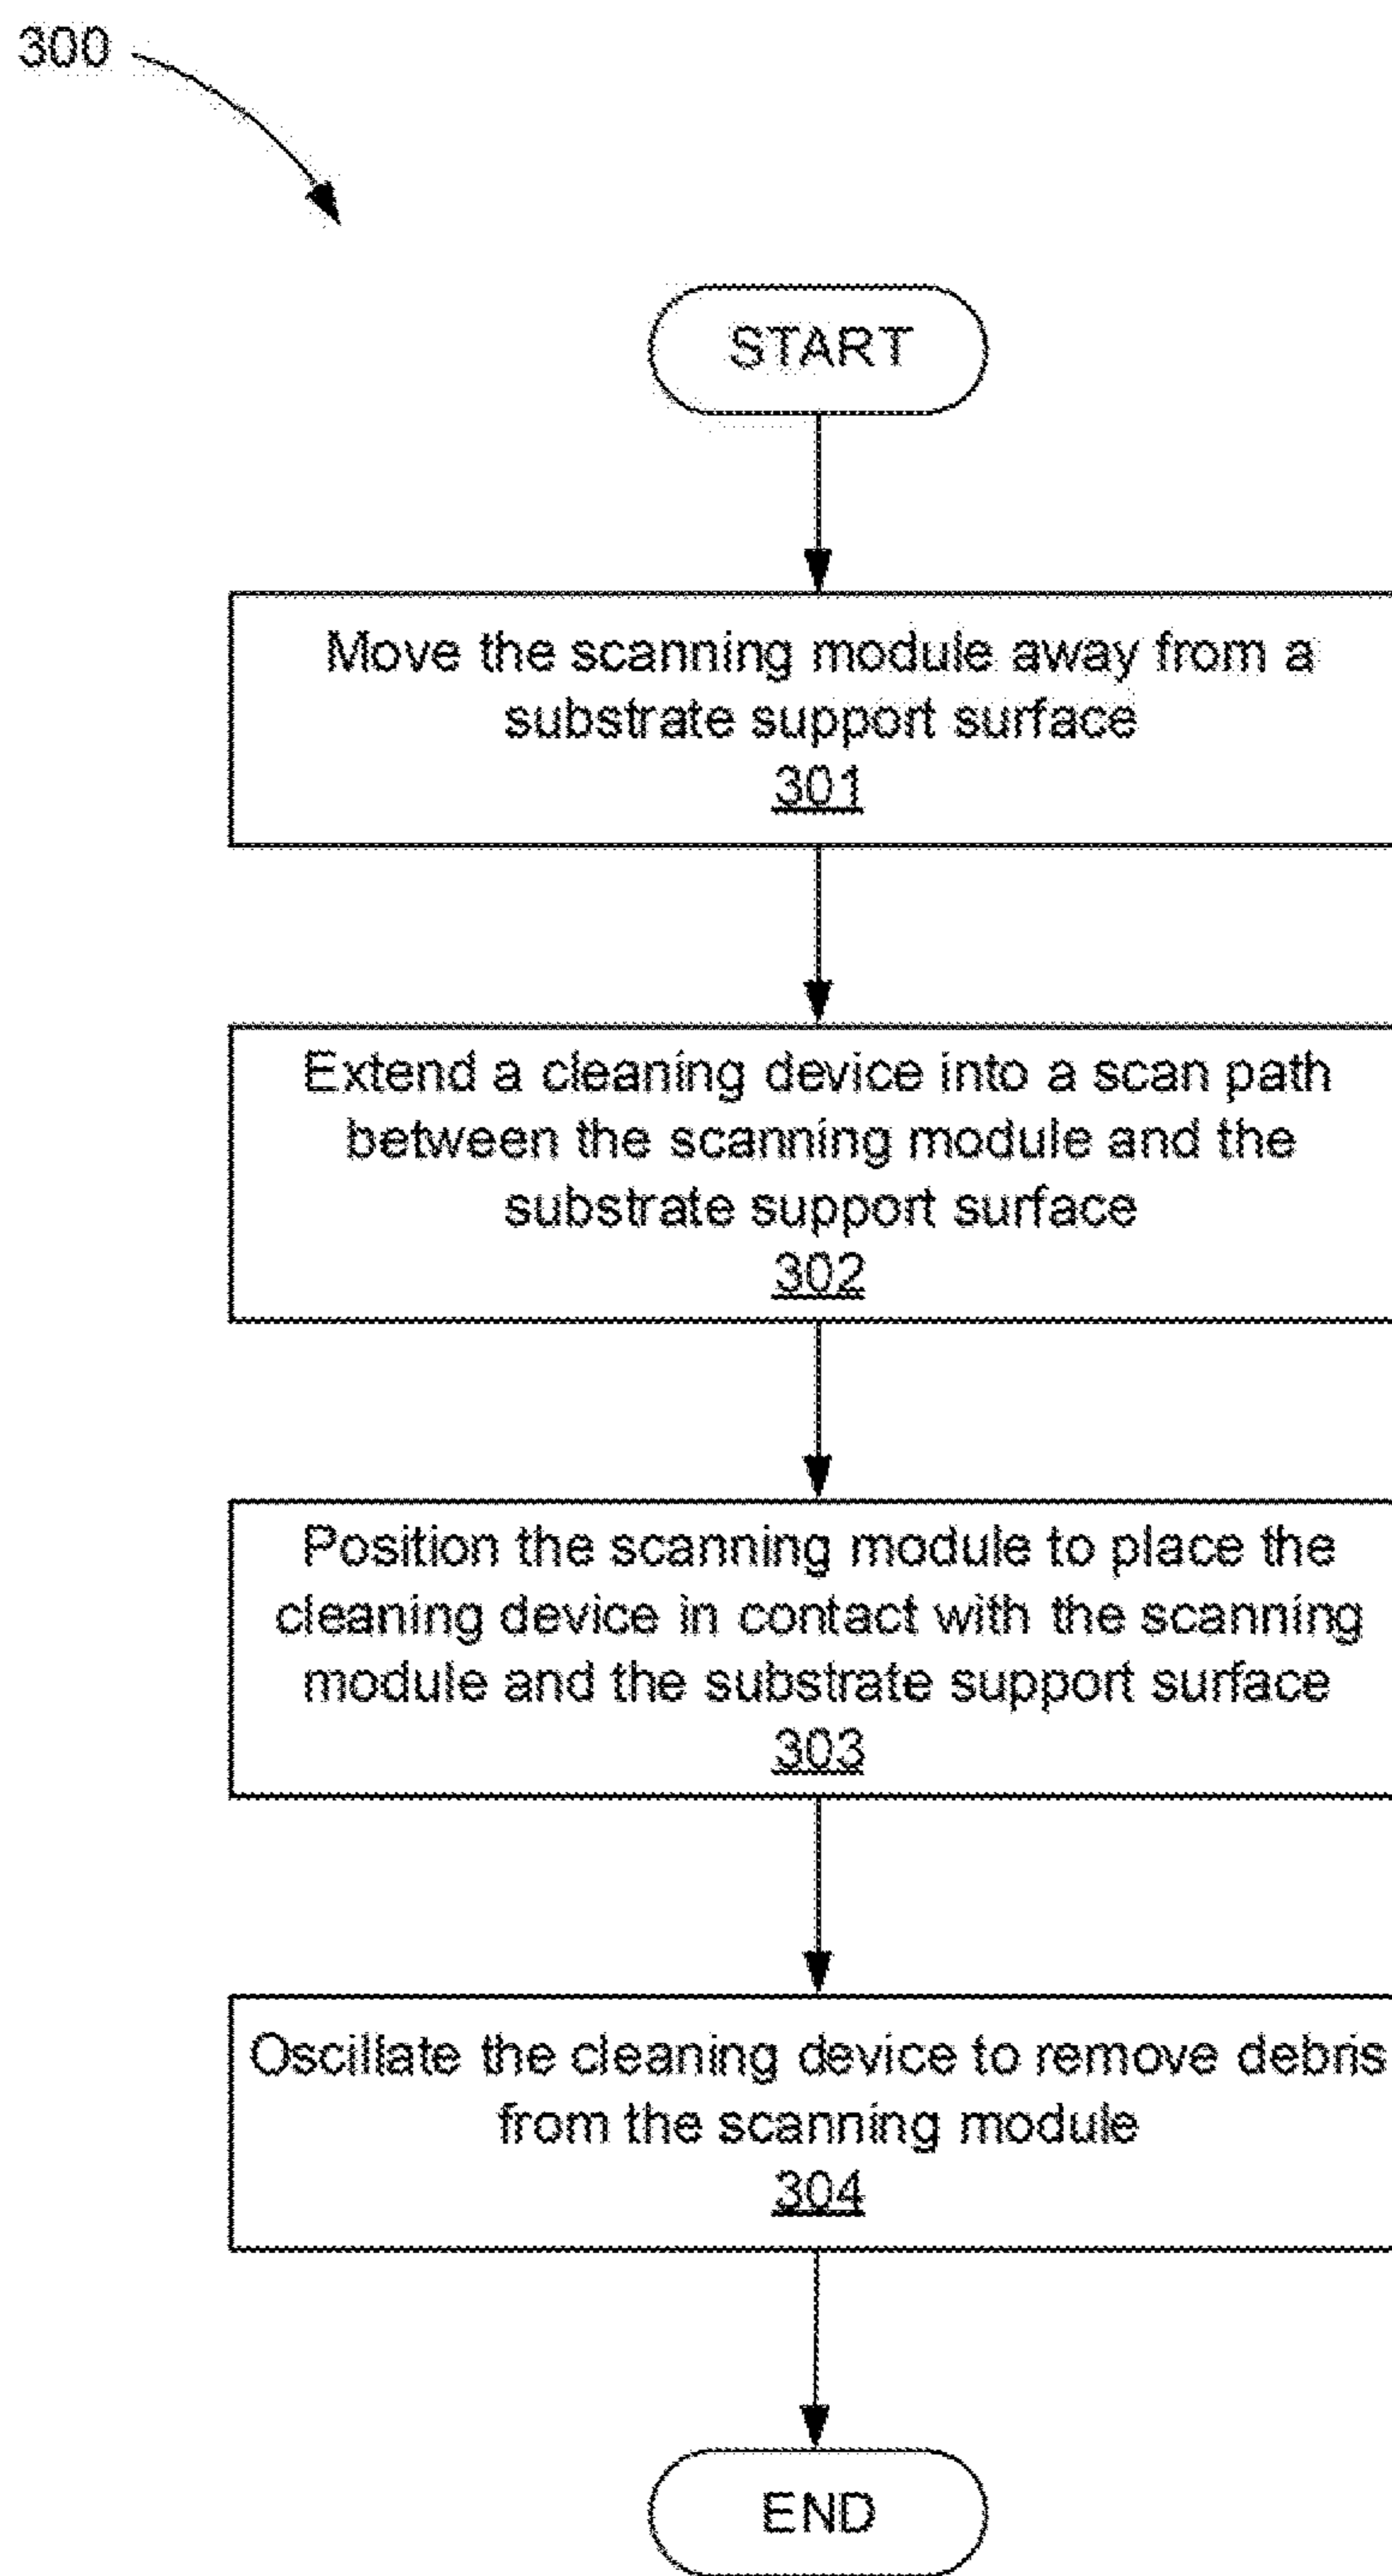 300
START
Move the scanning module away from a
substrate support surface
301
Extend a cleaning device into a scan path
between the scanning module and the
substrate support surface
302
Position the scanning module to place the
cleaning device in contact with the scanning
module and the substrate support surface
303
Oscillate the cleaning device to remove debris
from the scanning module
304
END